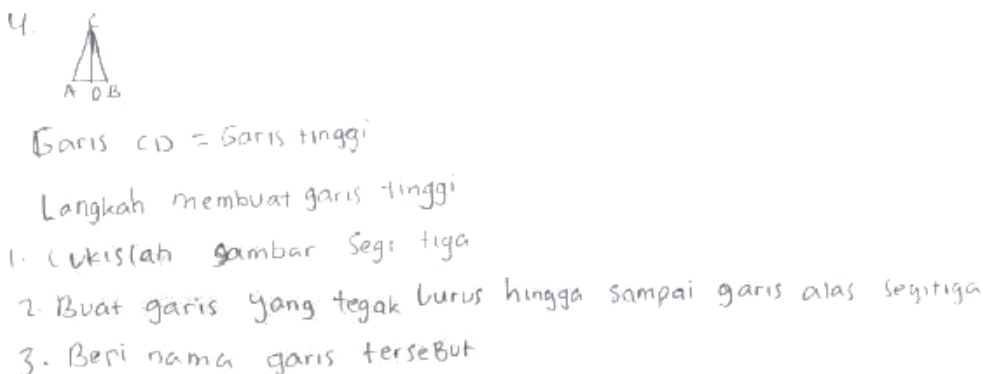 4.
C
A D B
Garis CD = Garis tinggi
Langkah membuat garis tinggi
1. Lukislah gambar Segi tiga
2. Buat garis yang tegak lurus hingga sampai garis alas segitiga
3. Beri nama garis tersebut